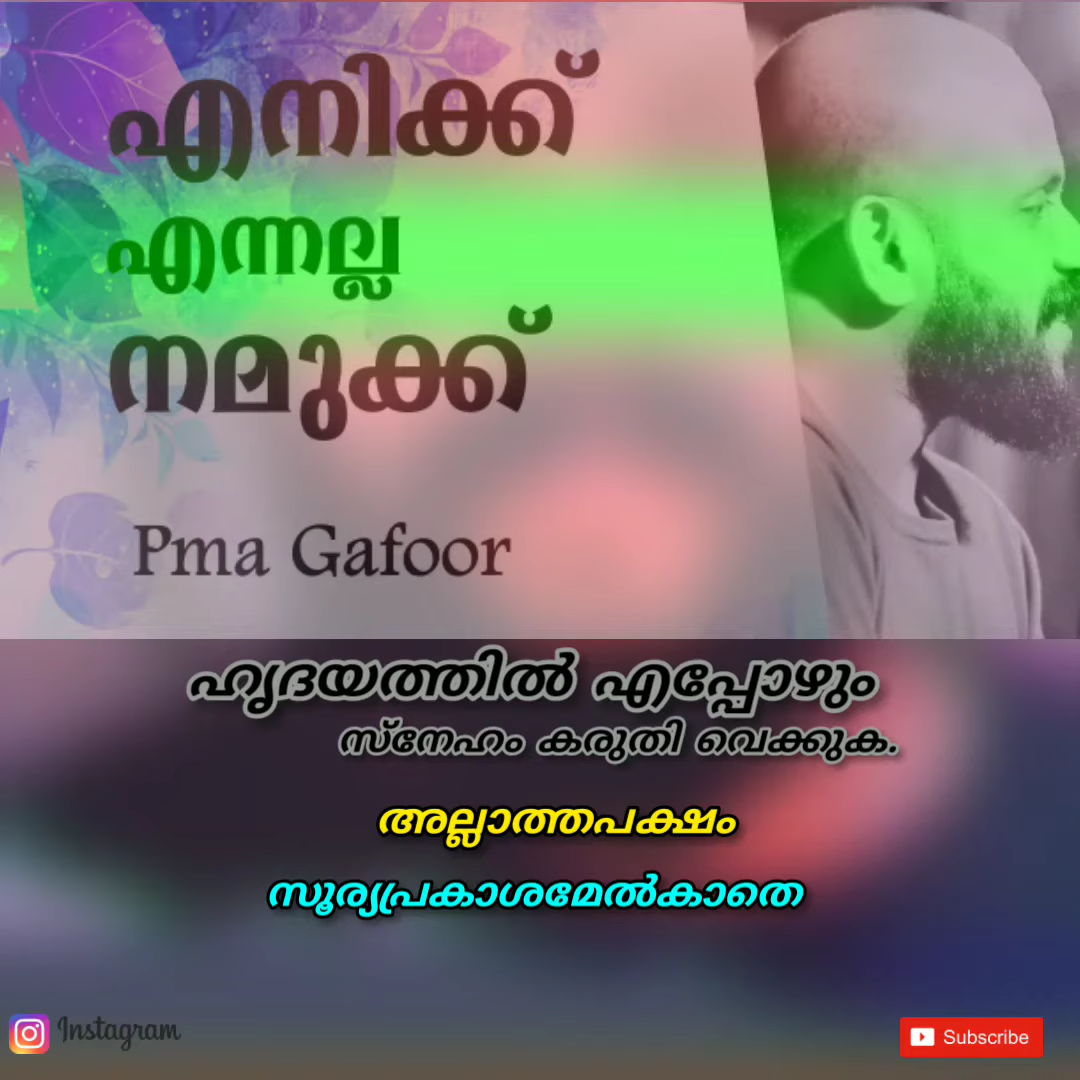 എനിക്ക്
എന്നല്ല
നമുക്ക്
Pma Gafoor
ഹൃദയത്തിൽ എപ്പോഴും
സ്നേഹം കരുതി വെക്കുക.
അല്ലാത്തപക്ഷം
സൂര്യപ്രകാശമേൽകാതെ
Instagram
Subscribe